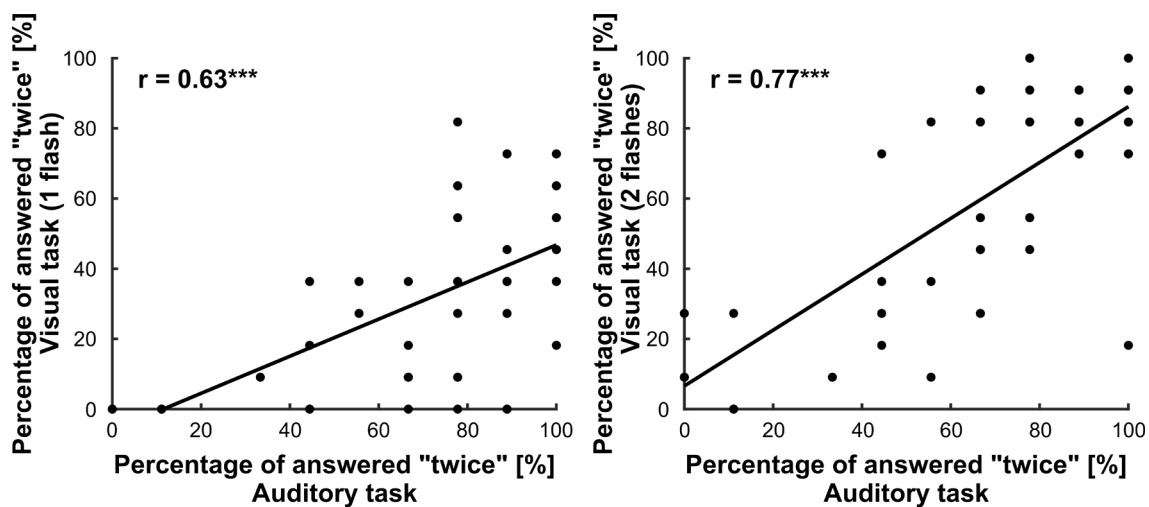 Percentage of answered "twice" [%]
Visual task (1 flash)
r = 0.63***
100
80
60
40
20
0
0 20 40 60 80 100
Percentage of answered "twice" [%]
Auditory task
Percentage of answered "twice" [%]
Visual task (2 flashes)
r = 0.77***
100
80
60
40
20
0
0 20 40 60 80 100
Percentage of answered "twice" [%]
Auditory task